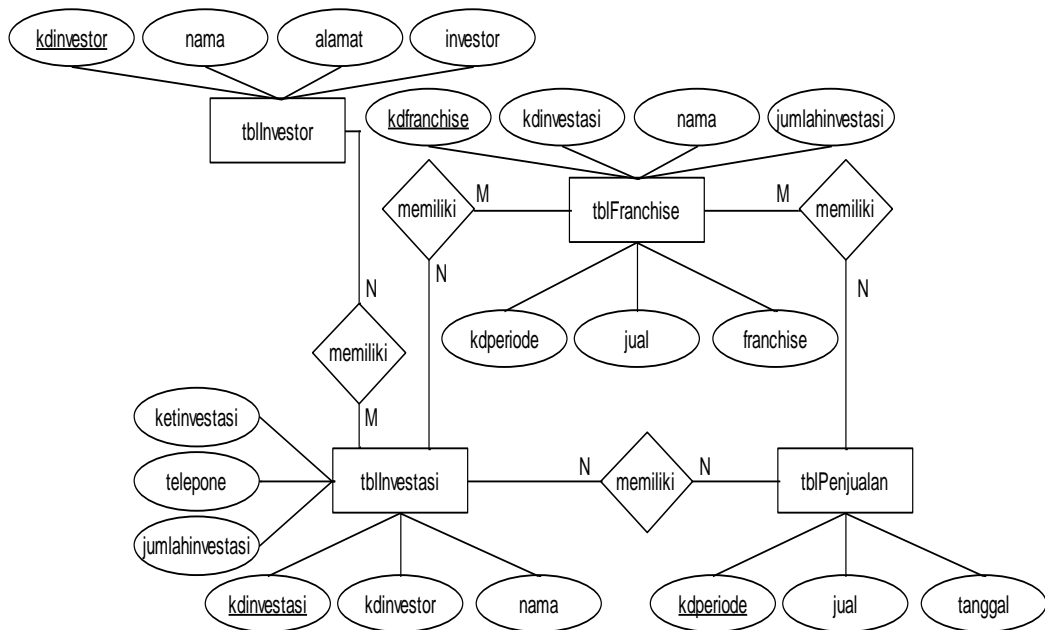 kdinvestor nama alamat investor
tblInvestor
kdfranchise kdinvestasi nama jumlahinvestasi
memiliki M tblFranchise M memiliki
N N N
kdperiode jual franchise
memiliki
M
ketinvestasi
telepone tblInvestasi N memiliki N tblPenjualan
jumlahinvestasi
kdinvestasi kdinvestor nama kdperiode jual tanggal